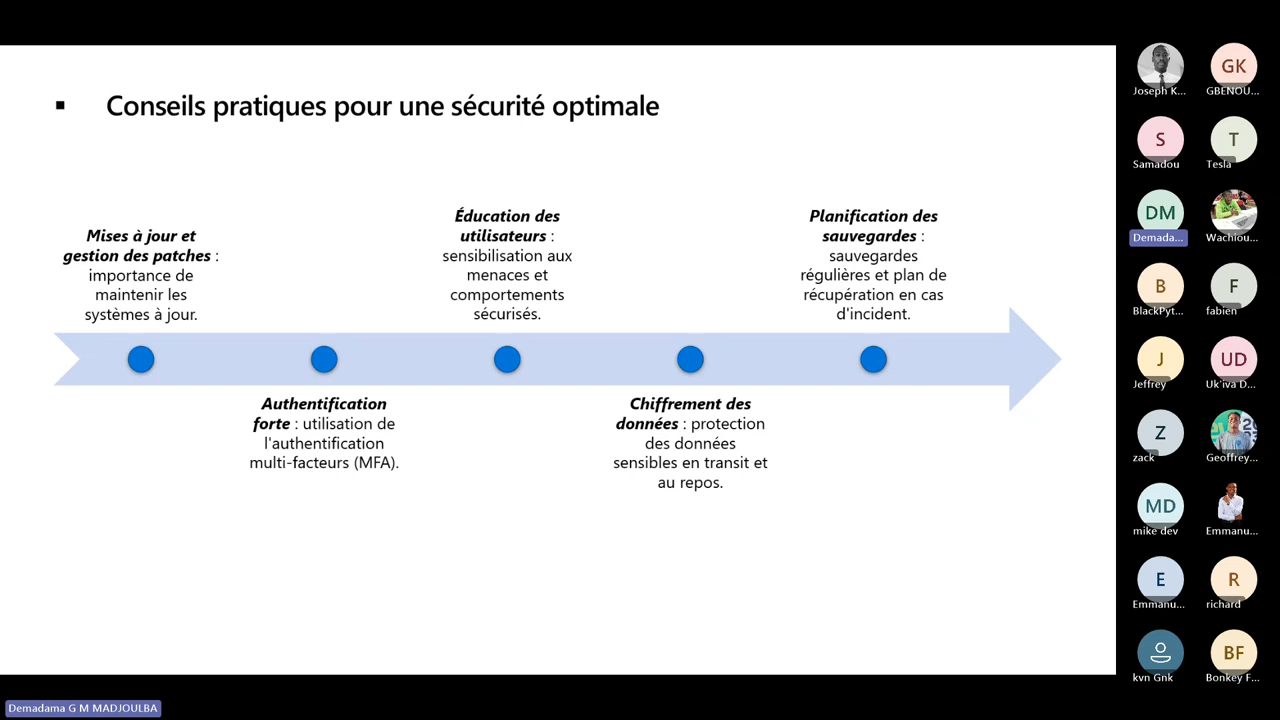 ▪ Conseils pratiques pour une sécurité optimale
Mises à jour et
gestion des patches :
importance de
maintenir les
systèmes à jour.
Authentification
forte : utilisation de
l'authentification
multi-facteurs (MFA).
Éducation des
utilisateurs :
sensibilisation aux
menaces et
comportements
sécurisés.
Chiffrement des
données : protection
des données
sensibles en transit et
au repos.
Planification des
sauvegardes :
sauvegardes
régulières et plan de
récupération en cas
d'incident.
Joseph K...
GK
GBENOU...
S
Samadou
T
Tesla
DM
Demada...
Wachiou...
B
BlackPyt...
F
fabien
J
Jeffrey
UD
Uk'iva D...
Z
zack
Geoffrey...
MD
mike dev
Emmanu...
E
Emmanu...
R
richard
kvn Gnk
BF
Bonkey F...
Demadama G M MADJOULBA